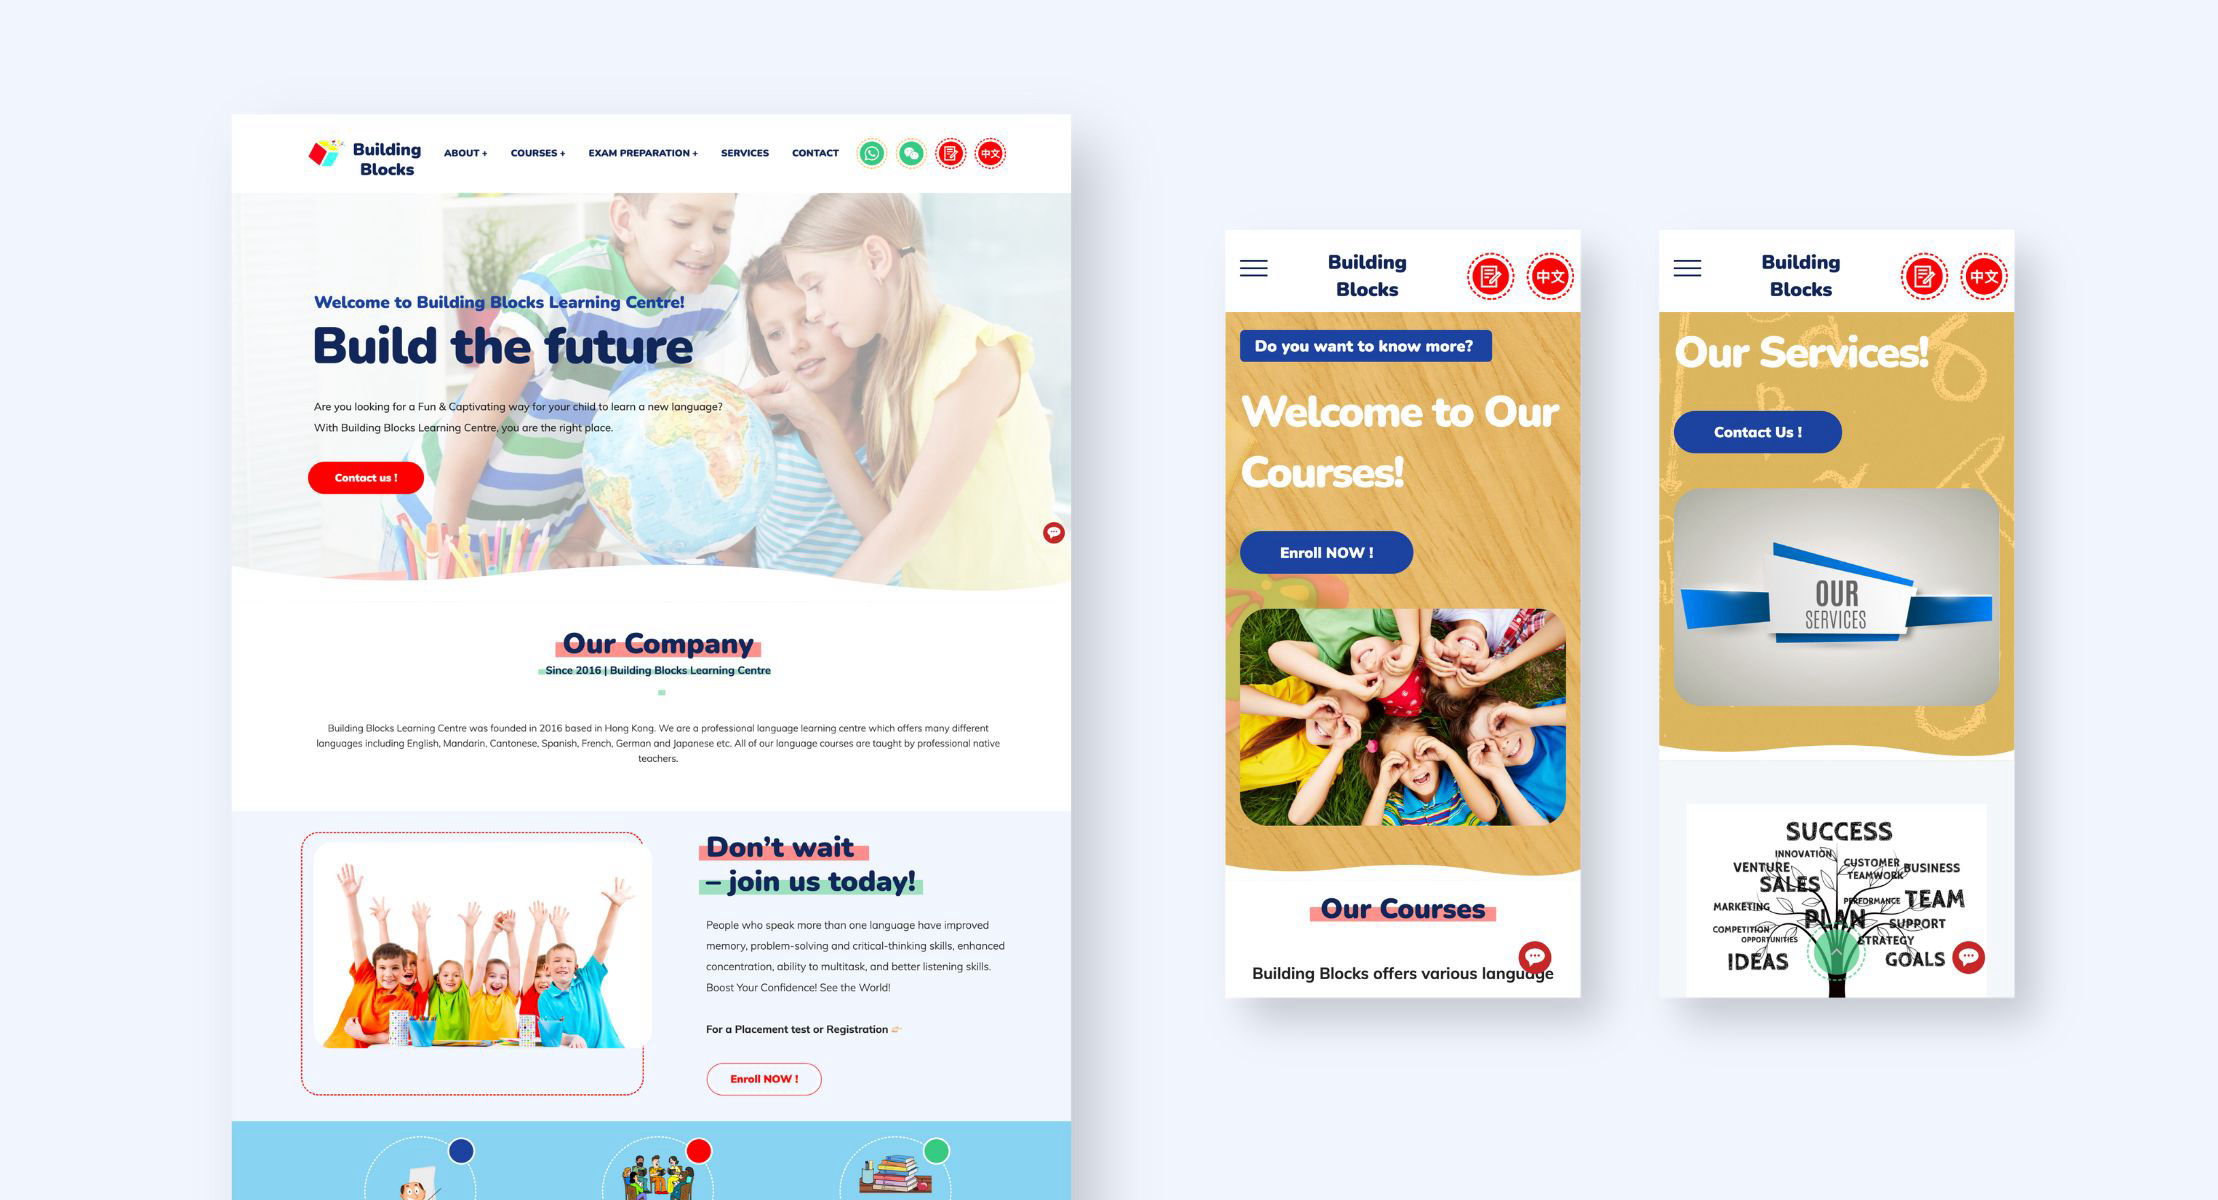 Building
Blocks
ABOUT +
COURSES +
EXAM PREPARATION +
SERVICES
CONTACT
中文
Welcome to Building Blocks Learning Centre!
Build the future
Are you looking for a Fun & Captivating way for your child to learn a new language?
With Building Blocks Learning Centre, you are the right place.
Contact us !
Our Company
Since 2016 | Building Blocks Learning Centre
Building Blocks Learning Centre was founded in 2016 based in Hong Kong. We are a professional language learning centre which offers many different
languages including English, Mandarin, Cantonese, Spanish, French, German and Japanese etc. All of our language courses are taught by professional native
teachers.
Don't wait
– join us today!
People who speak more than one language have improved
memory, problem-solving and critical-thinking skills, enhanced
concentration, ability to multitask, and better listening skills.
Boost Your Confidence! See the World!
For a Placement test or Registration 👉
Enroll NOW !
Building
Blocks
中文
Do you want to know more?
Welcome to Our
Courses!
Enroll NOW !
Our Courses
Building Blocks offers various language
Building
Blocks
中文
Our Services!
Contact Us !
OUR
SERVICES
SUCCESS
INNOVATION
VENTURE
CUSTOMER
BUSINESS
TEAMWORK
SALES
PERFORMANCE
TEAM
MARKETING
PLAN
SUPPORT
COMPETITION
OPPORTUNITIES
STRATEGY
IDEAS
GOALS